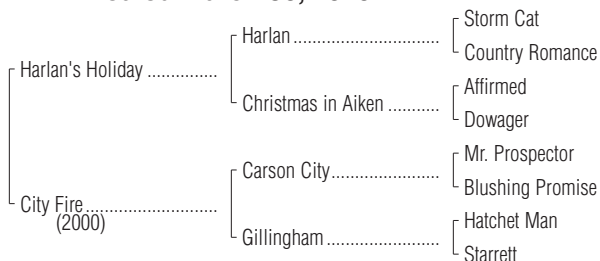 Storm Cat
Harlan
Country Romance
Harlan's Holiday
Affirmed
Christmas in Aiken
Dowager
Mr. Prospector
Carson City
Blushing Promise
City Fire
(2000)
Hatchet Man
Gillingham
Starrett